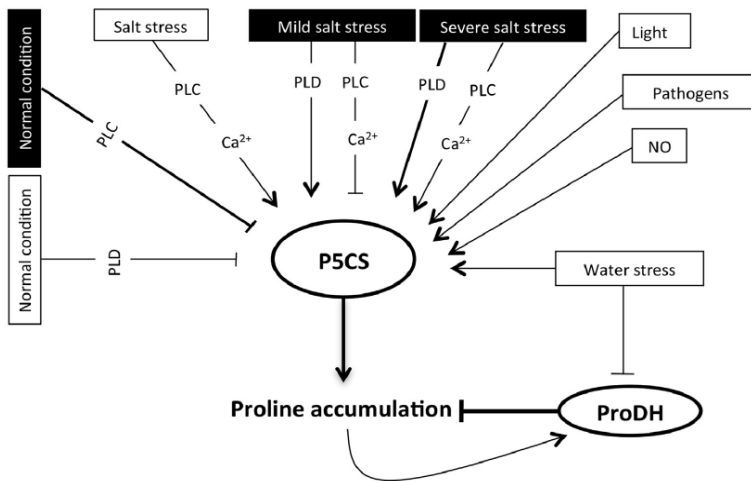 Salt stress
Mild salt stress
Severe salt stress
Light
Normal condition
PLC
Ca²⁺
PLD
PLC
Ca²⁺
PLD
PLC
Ca²⁺
Pathogens
PLC
NO
Normal condition
PLD
P5CS
Water stress
Proline accumulation
ProDH